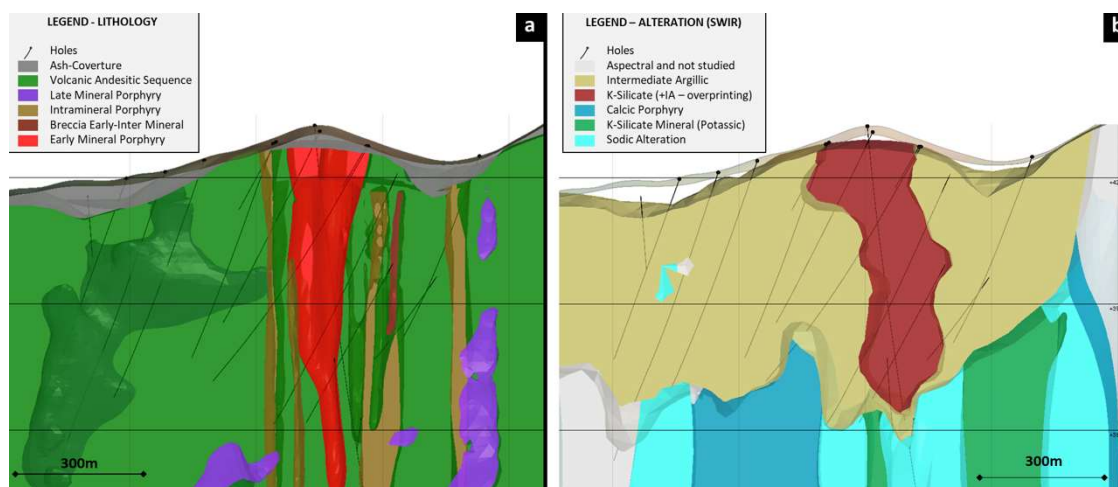 LEGEND - LITHOLOGY
Holes
Ash-Coverture
Volcanic Andesitic Sequence
Late Mineral Porphyry
Intramineral Porphyry
Breccia Early-Inter Mineral
Early Mineral Porphyry
a
300m
LEGEND – ALTERATION (SWIR)
Holes
Aspectral and not studied
Intermediate Argillic
K-Silicate (+IA – overprinting)
Calcic Porphyry
K-Silicate Mineral (Potassic)
Sodic Alteration
b
300m